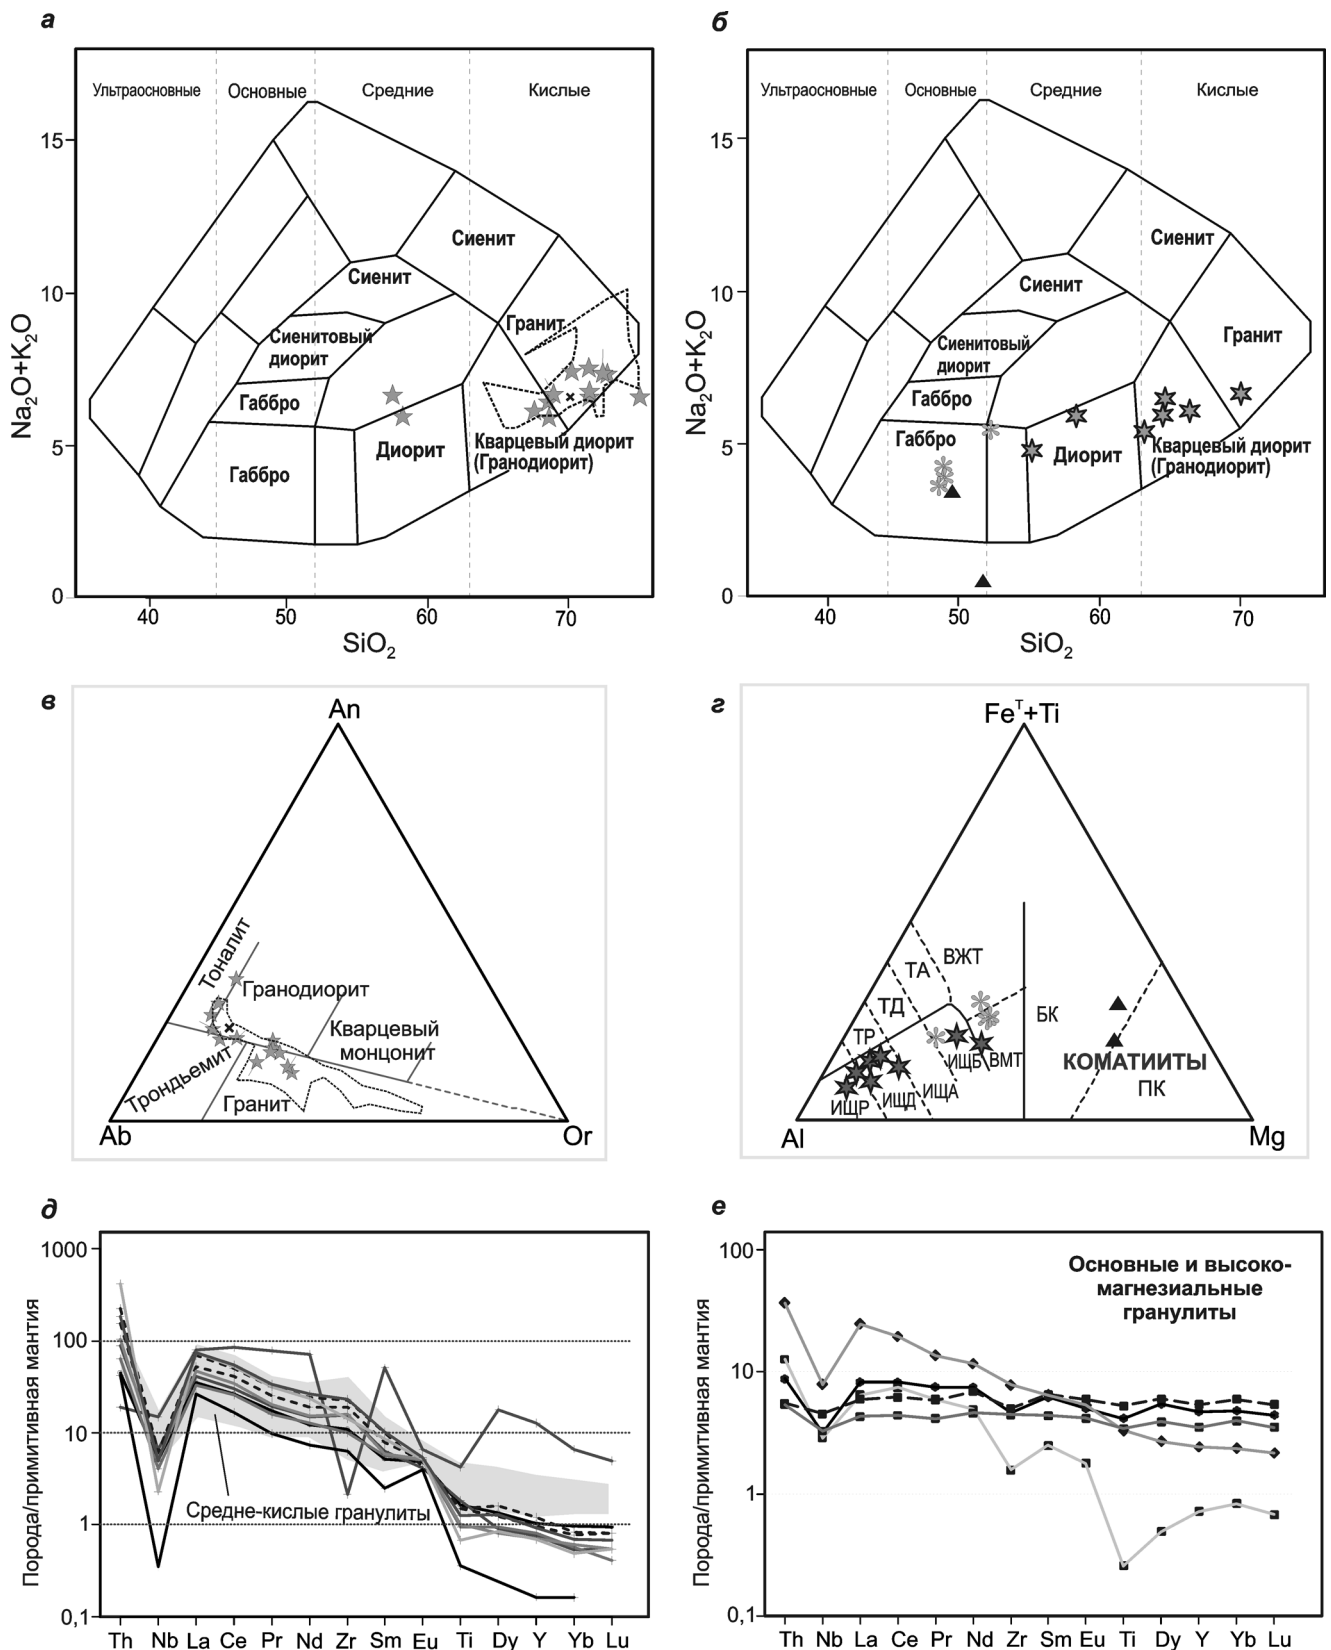 а
Ультраосновные
Основные
Средние
Кислые
15
10
5
0
Na2O+K2O
Сиенит
Сиенит
Гранит
Сиенитовый
диорит
Габбро
Габбро
Диорит
Кварцевый диорит
(Гранодиорит)
40
50
60
70
SiO2
б
Ультраосновные
Основные
Средние
Кислые
15
10
5
0
Na2O+K2O
Сиенит
Сиенит
Гранит
Сиенитовый
диорит
Габбро
Габбро
Диорит
Кварцевый диорит
(Гранодиорит)
40
50
60
70
SiO2
в
An
Тоналит
Гранодиорит
Кварцевый
монцонит
Трондьемит
Гранит
Ab
Or
г
FeT+Ti
ВЖТ
ТА
ТД
ТР
БК
ИЩБ
ВМТ
КОМАТИИТЫ
ИЩА
ИЩД
ИЩР
ПК
Al
Mg
д
1000
100
10
1
0,1
Порода/примитивная мантия
Средне-кислые гранулиты
Th Nb La Ce Pr Nd Zr Sm Eu Ti Dy Y Yb Lu
е
100
10
1
0,1
Порода/примитивная мантия
Основные и высоко-
магнезиальные
гранулиты
Th Nb La Ce Pr Nd Zr Sm Eu Ti Dy Y Yb Lu